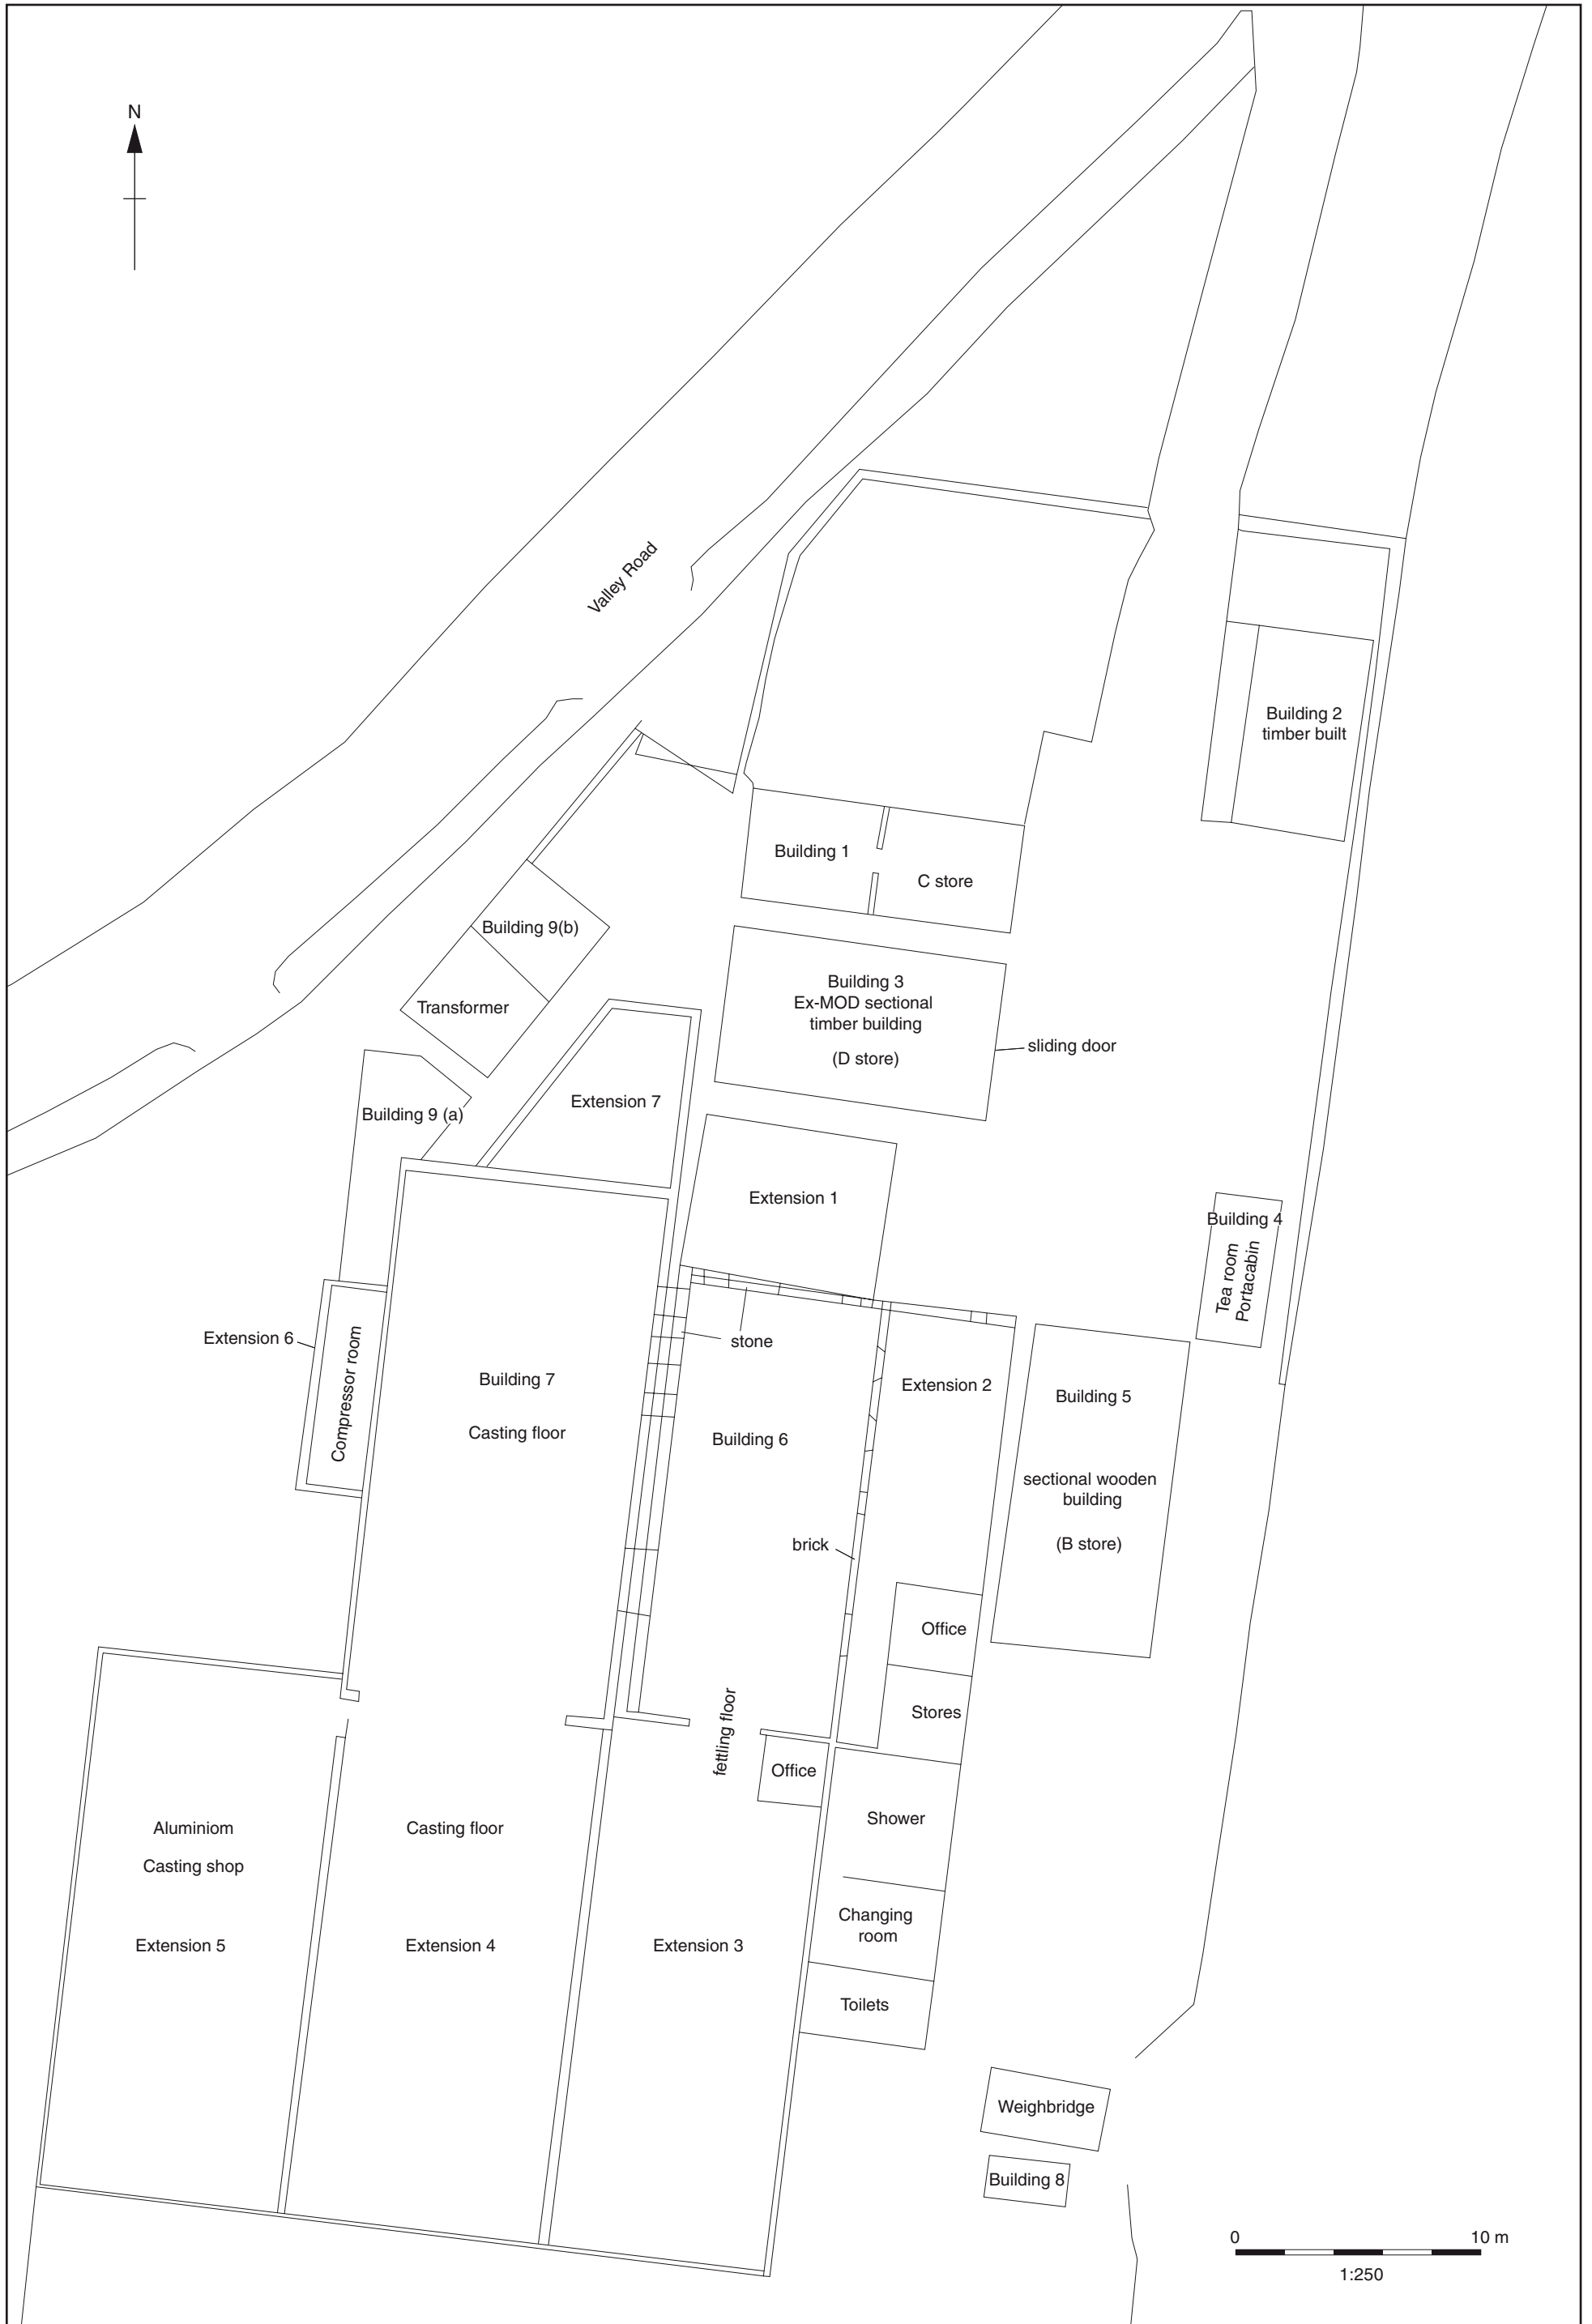 N
Valley Road
Building 2
timber built
Building 1
C store
Building 9(b)
Transformer
Building 3
Ex-MOD sectional
timber building
(D store)
sliding door
Extension 7
Building 9 (a)
Extension 1
Building 4
Tea room
Portacabin
Extension 6
Compressor room
stone
Building 7
Casting floor
Extension 2
Building 5
Building 6
sectional wooden
building
(B store)
brick
Office
Stores
fettling floor
Office
Shower
Aluminiom
Casting shop
Casting floor
Changing
room
Extension 5
Extension 4
Extension 3
Toilets
Weighbridge
Building 8
0
10 m
1:250